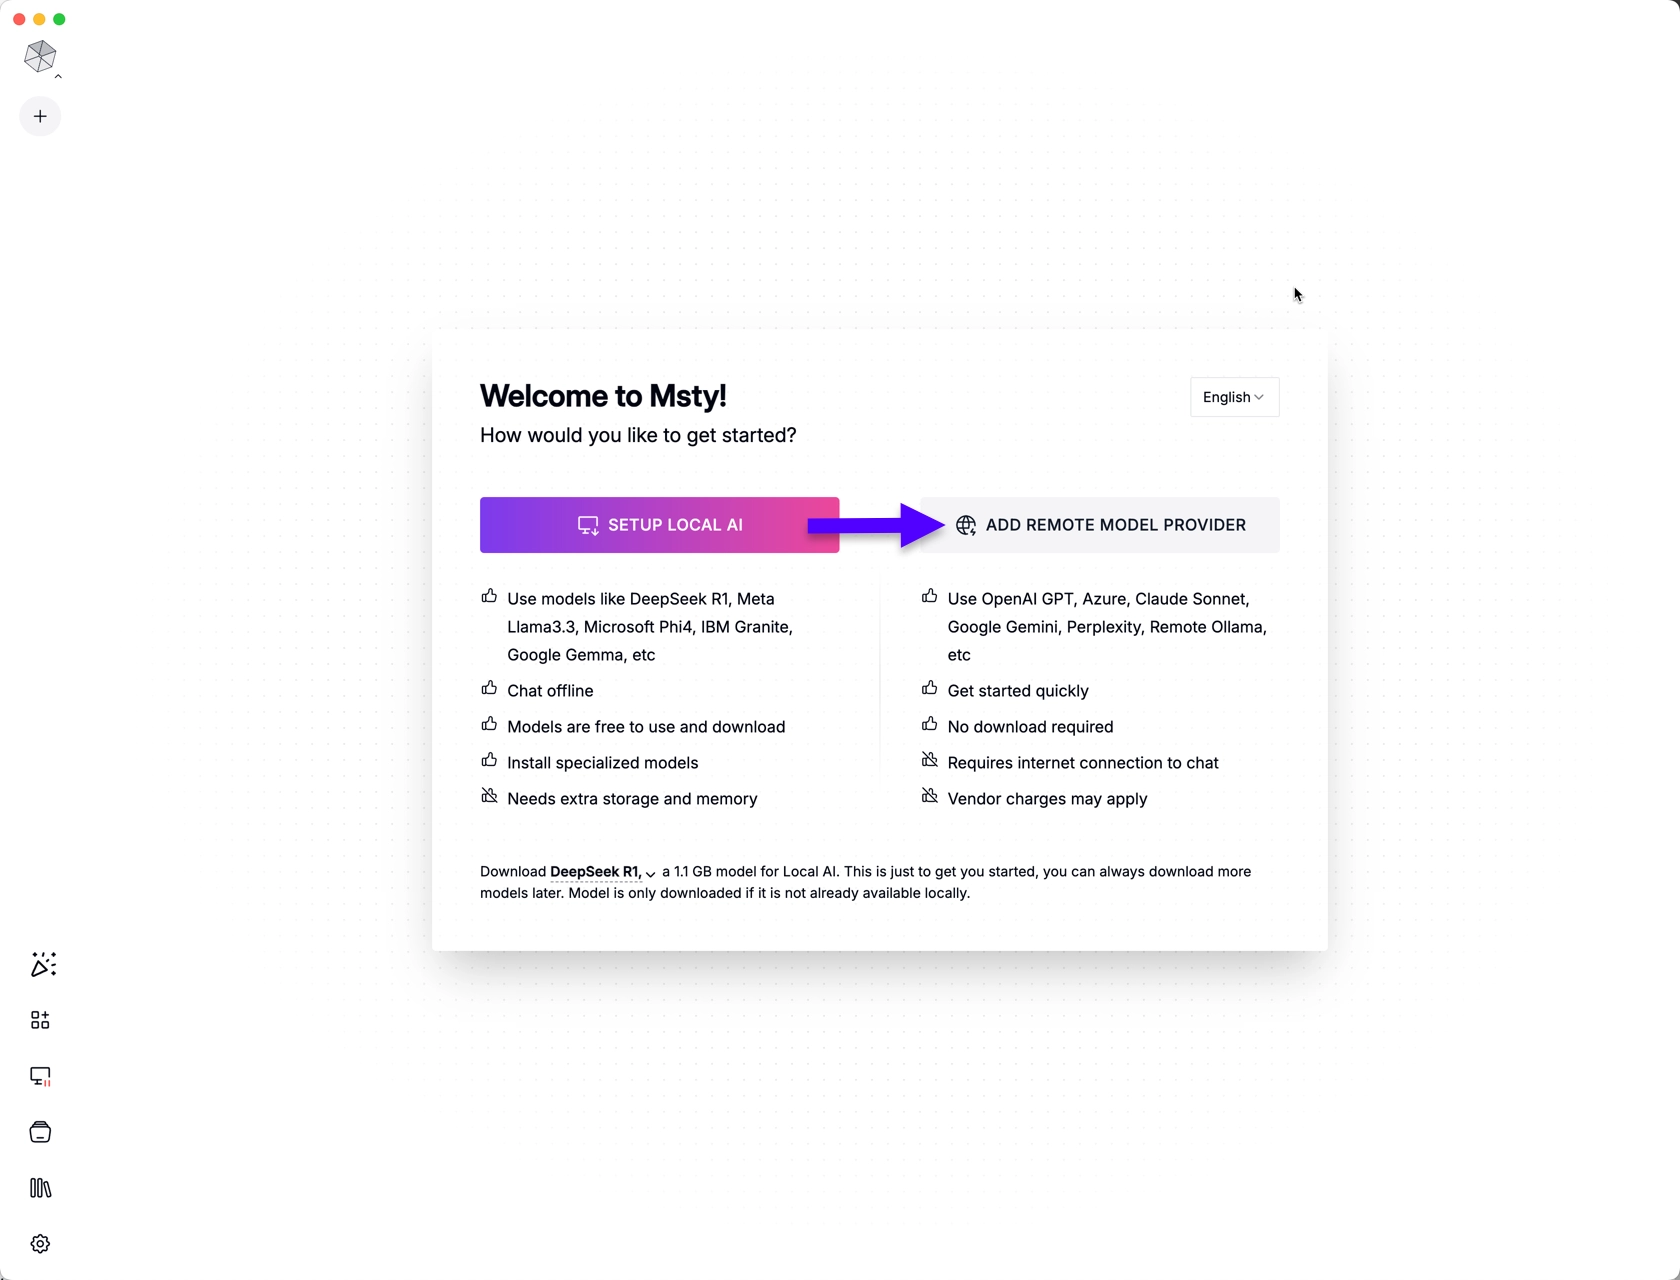 Welcome to Msty!
English
How would you like to get started?
SETUP LOCAL AI
ADD REMOTE MODEL PROVIDER
Use models like DeepSeek R1, Meta
Llama3.3, Microsoft Phi4, IBM Granite,
Google Gemma, etc
Chat offline
Models are free to use and download
Install specialized models
Needs extra storage and memory
Use OpenAI GPT, Azure, Claude Sonnet,
Google Gemini, Perplexity, Remote Ollama,
etc
Get started quickly
No download required
Requires internet connection to chat
Vendor charges may apply
Download DeepSeek R1, a 1.1 GB model for Local AI. This is just to get you started, you can always download more
models later. Model is only downloaded if it is not already available locally.